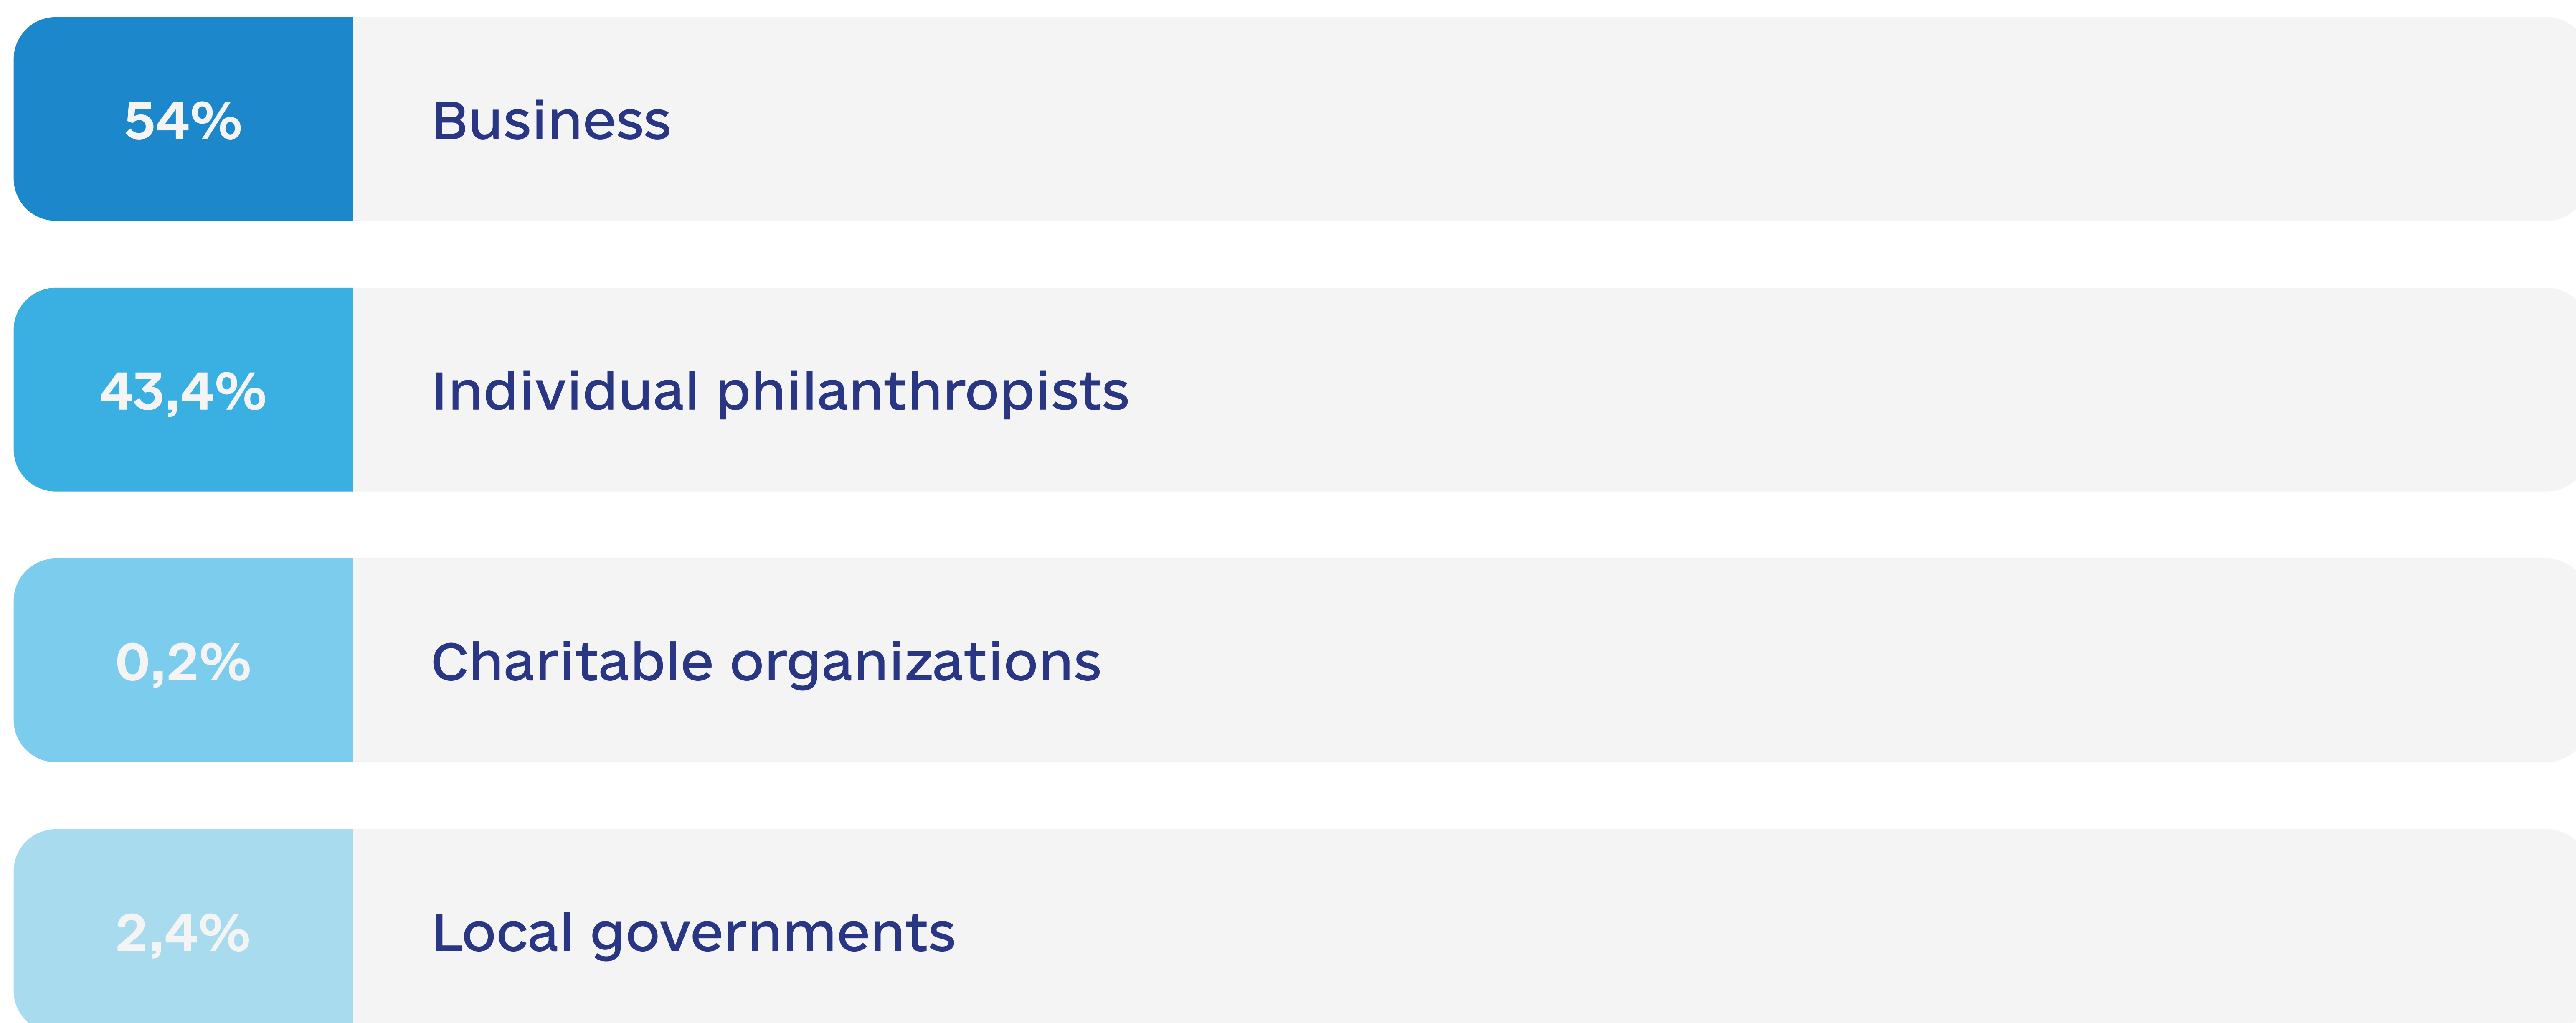 54% Business
43,4% Individual philanthropists
0,2% Charitable organizations
2,4% Local governments